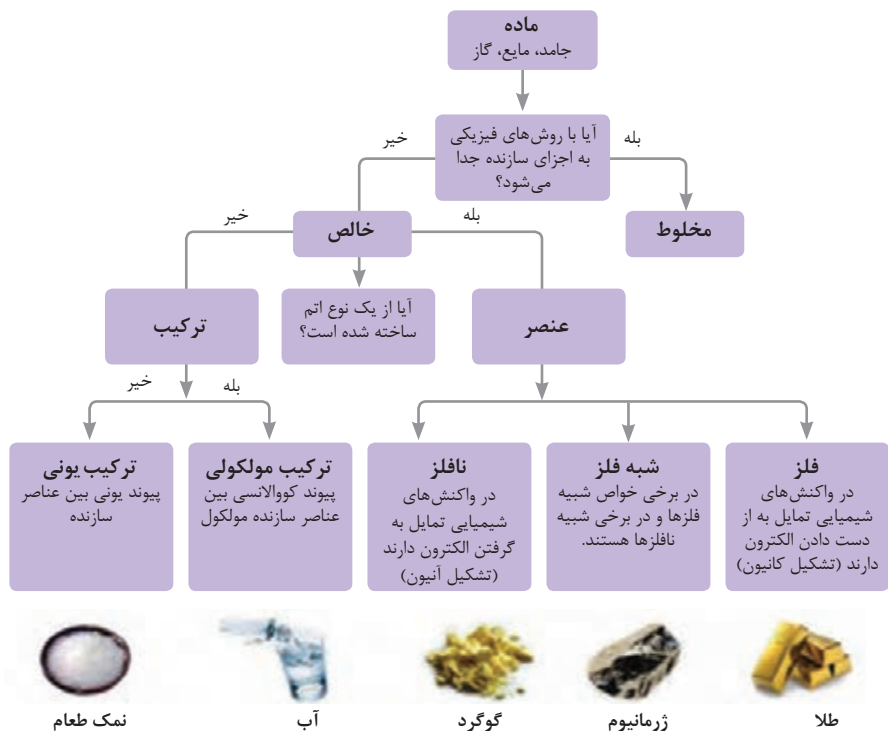 ماده
جامد، مایع، گاز
آیا با روش‌های فیزیکی
به اجزای سازنده جدا
می‌شود؟
بله
خیر
مخلوط
خالص
بله
خیر
آیا از یک نوع اتم
ساخته شده است؟
عنصر
ترکیب
بله
خیر
فلز
در واکنش‌های
شیمیایی تمایل به از
دست دادن الکترون
دارند (تشکیل کاتیون)
شبه فلز
در برخی خواص شبیه
فلزها و در برخی شبیه
نافلزها هستند.
نافلز
در واکنش‌های
شیمیایی تمایل به
گرفتن الکترون دارند
(تشکیل آنیون)
ترکیب مولکولی
پیوند کووالانسی بین
عناصر سازنده مولکول
ترکیب یونی
پیوند یونی بین عناصر
سازنده
طلا
ژرمانیوم
گوگرد
آب
نمک طعام